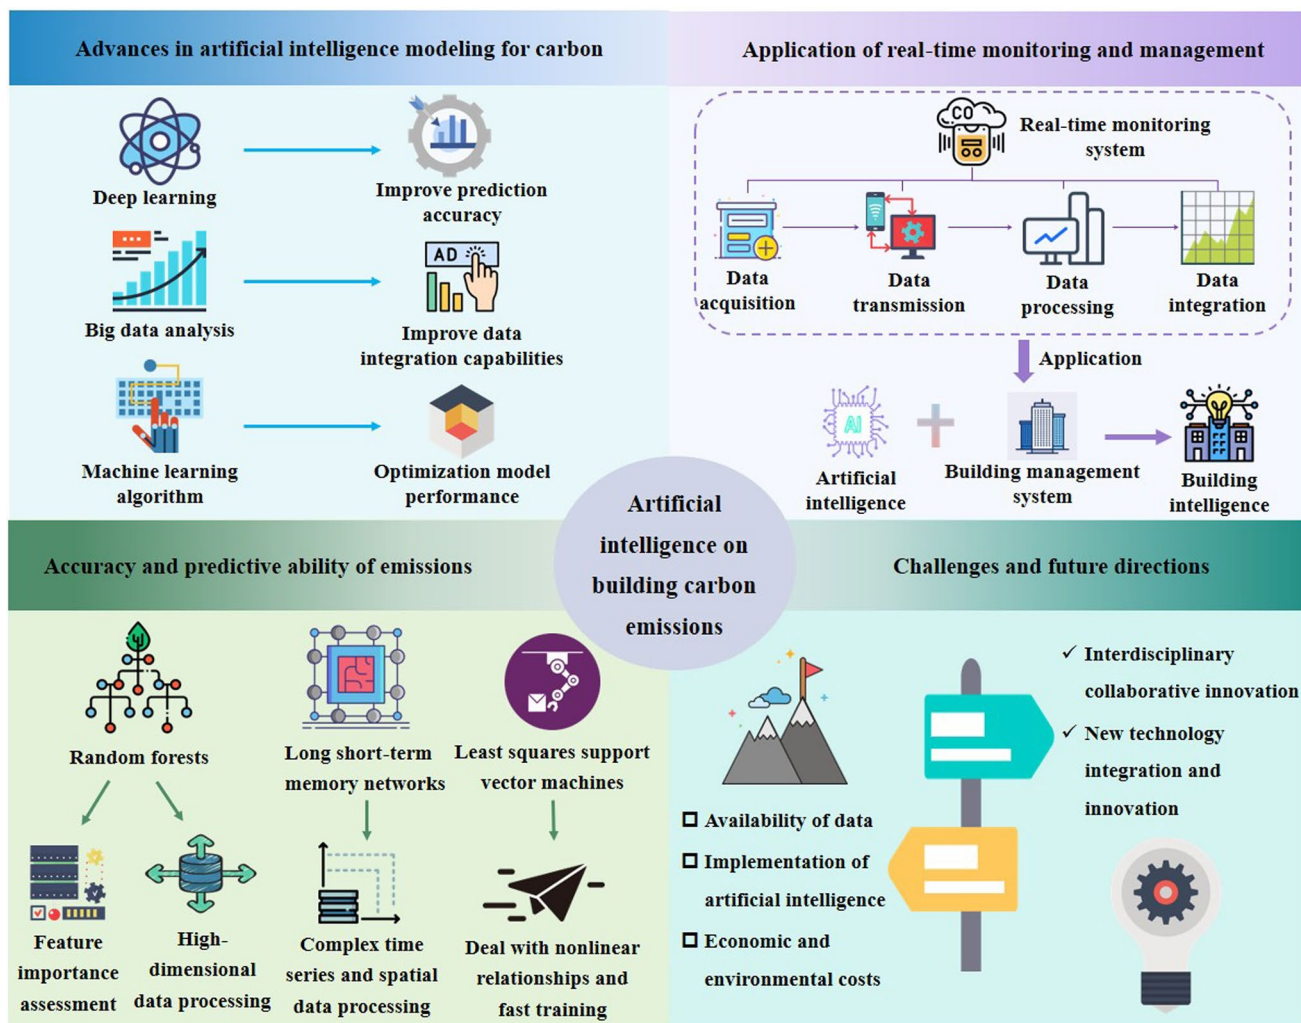 Advances in artificial intelligence modeling for carbon
Deep learning
Improve prediction
accuracy
Big data analysis
AD
Improve data
integration capabilities
Machine learning
algorithm
Optimization model
performance
Application of real-time monitoring and management
CO
Real-time monitoring
system
Data
acquisition
Data
transmission
Data
processing
Data
integration
Application
AI
Artificial
intelligence
Building management
system
Building
intelligence
Artificial
intelligence on
building carbon
emissions
Accuracy and predictive ability of emissions
Random forests
Long short-term
memory networks
Least squares support
vector machines
Feature
importance
assessment
High-
dimensional
data processing
Complex time
series and spatial
data processing
Deal with nonlinear
relationships and
fast training
Challenges and future directions
Availability of data
Implementation of
artificial intelligence
Economic and
environmental costs
✓ Interdisciplinary
collaborative innovation
✓ New technology
integration and
innovation